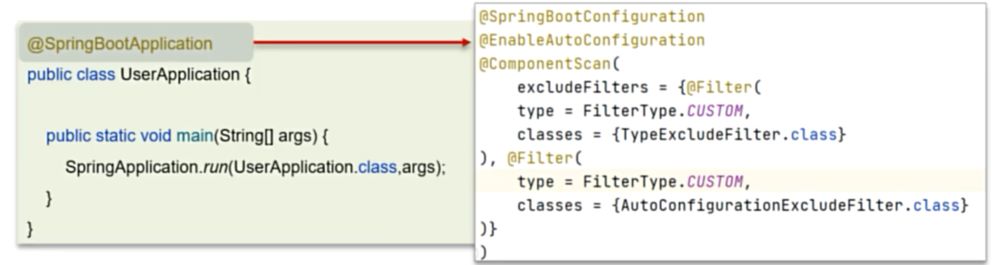 @SpringBootApplication
public class UserApplication {
public static void main(String[] args) {
SpringApplication.run(UserApplication.class,args);
}
}
@SpringBootConfiguration
@EnableAutoConfiguration
@ComponentScan(
excludeFilters = {@Filter(
type = FilterType.CUSTOM,
classes = {TypeExcludeFilter.class}
), @Filter(
type = FilterType.CUSTOM,
classes = {AutoConfigurationExcludeFilter.class}
)}
)